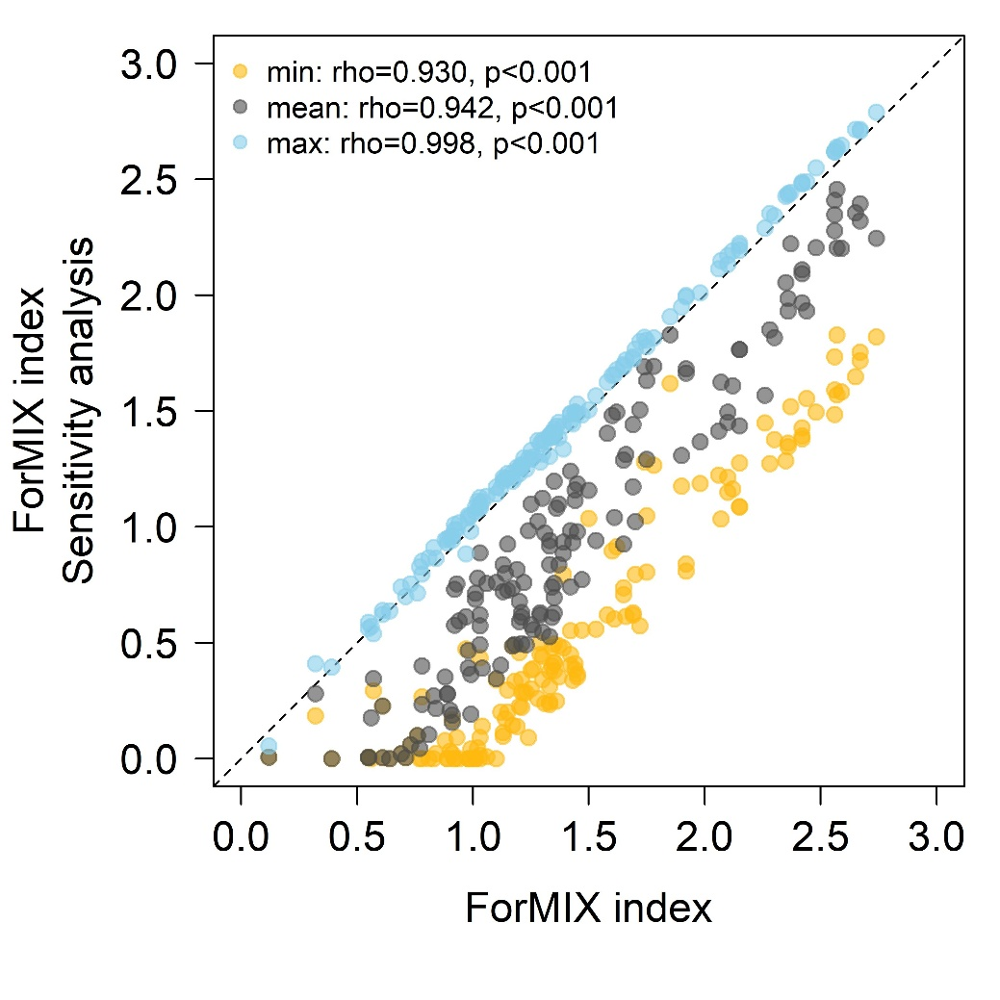 min: rho=0.930, p<0.001
mean: rho=0.942, p<0.001
max: rho=0.998, p<0.001
ForMIX index
Sensitivity analysis
3.0
2.5
2.0
1.5
1.0
0.5
0.0
0.0 0.5 1.0 1.5 2.0 2.5 3.0
ForMIX index